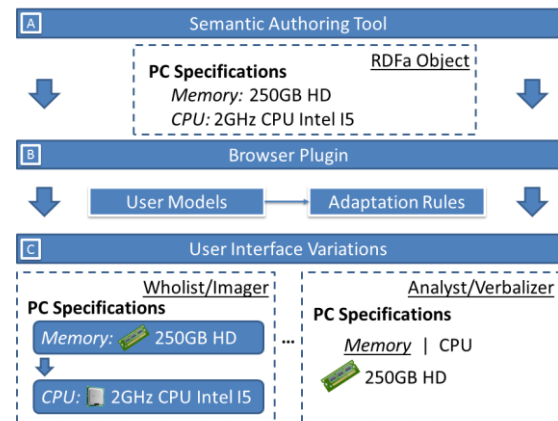 A Semantic Authoring Tool
RDFa Object
PC Specifications
Memory: 250GB HD
CPU: 2GHz CPU Intel I5
B Browser Plugin
User Models Adaptation Rules
C User Interface Variations
Wholist/Imager
PC Specifications
Memory: 250GB HD
CPU: 2GHz CPU Intel I5
...
Analyst/Verbalizer
PC Specifications
Memory | CPU
250GB HD